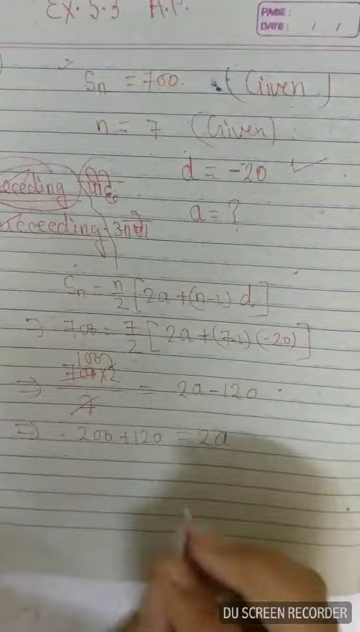 Ex. 5.3 A.P.
PAGE:
DATE: / /
Sn = 700 (Given)
n = 7 (Given)
d = -20 ✓
a = ?
Sn = n/2 [2a+(n-1) d]
⇒ 700 = 7/2 [2a+(7-1)(-20)]
100
⇒ 700×2/7 = 2a-120
⇒ 200+120 = 2a
DU SCREEN RECORDER